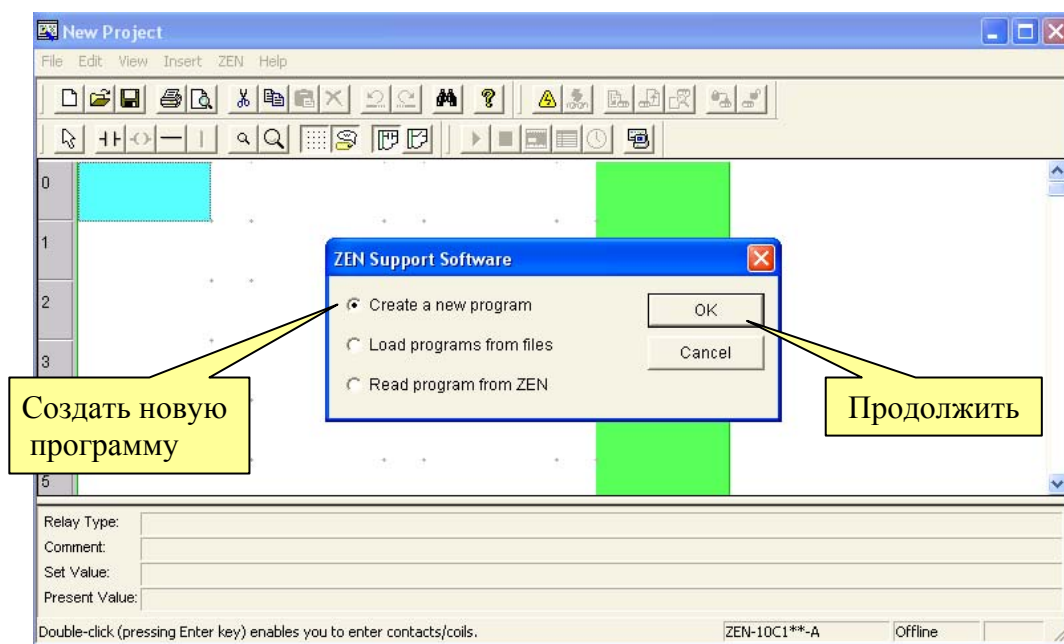 New Project
File Edit View Insert ZEN Help
0
1
ZEN Support Software
Create a new program
OK
2
Load programs from files
Cancel
3
Read program from ZEN
Создать новую
программу
Продолжить
5
Relay Type:
Comment:
Set Value:
Present Value:
Double-click (pressing Enter key) enables you to enter contacts/coils.
ZEN-10C1**-A
Offline